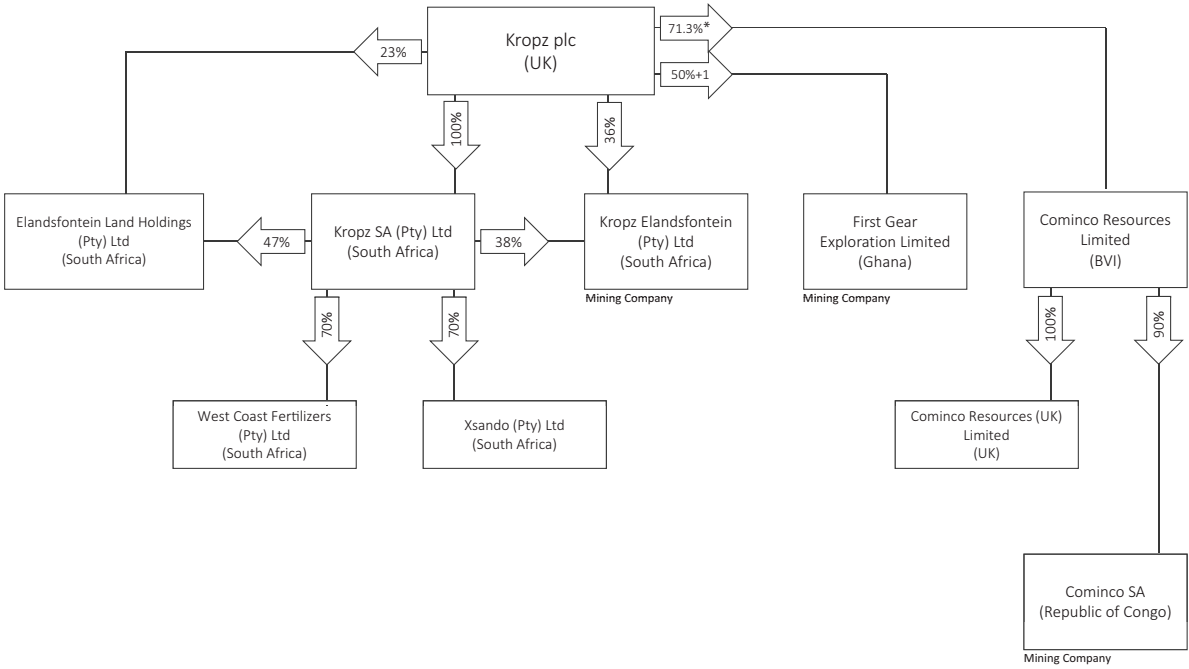 Kropz plc
(UK)
71.3%*
23%
50%+1
100%
36%
Elandsfontein Land Holdings
(Pty) Ltd
(South Africa)
47%
Kropz SA (Pty) Ltd
(South Africa)
38%
Kropz Elandsfontein
(Pty) Ltd
(South Africa)
Mining Company
First Gear
Exploration Limited
(Ghana)
Mining Company
Cominco Resources
Limited
(BVI)
70%
70%
100%
90%
West Coast Fertilizers
(Pty) Ltd
(South Africa)
Xsando (Pty) Ltd
(South Africa)
Cominco Resources (UK)
Limited
(UK)
Cominco SA
(Republic of Congo)
Mining Company